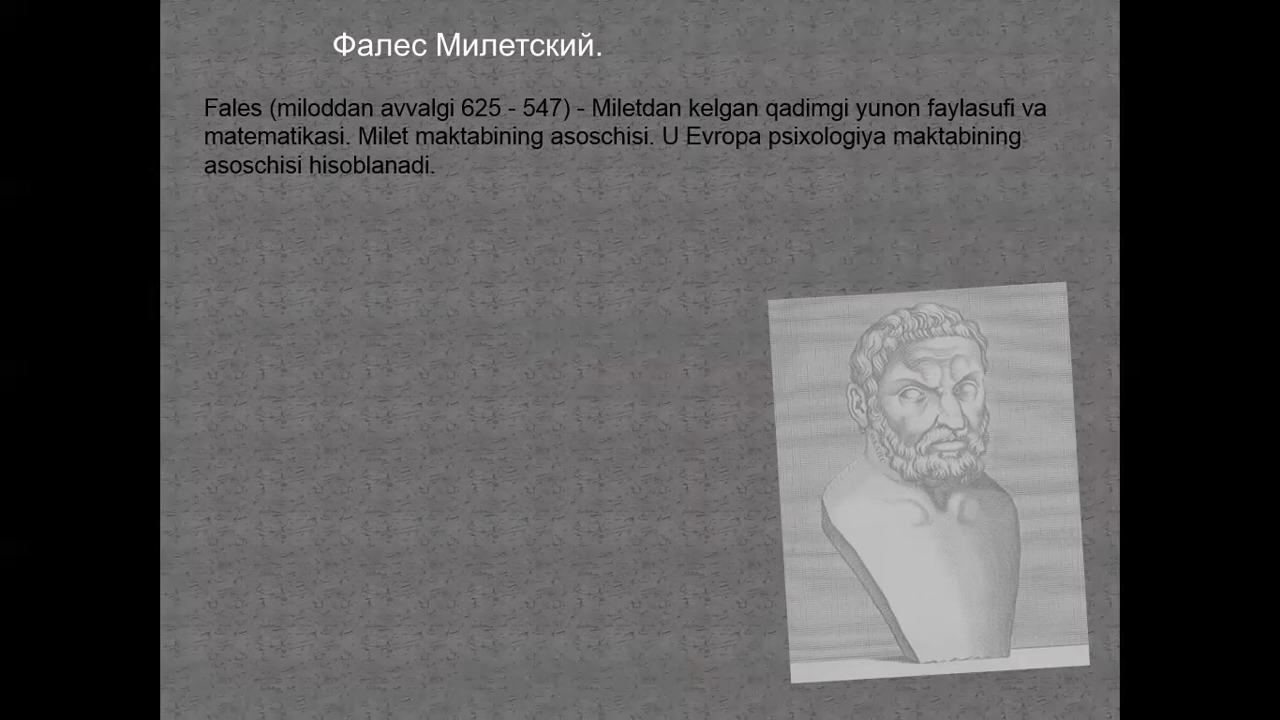 Фалес Милетский.
Fales (miloddan avvalgi 625 - 547) - Miletdan kelgan qadimgi yunon faylasufi va
matematikasi. Milet maktabining asoschisi. U Evropa psixologiya maktabining
asoschisi hisoblanadi.